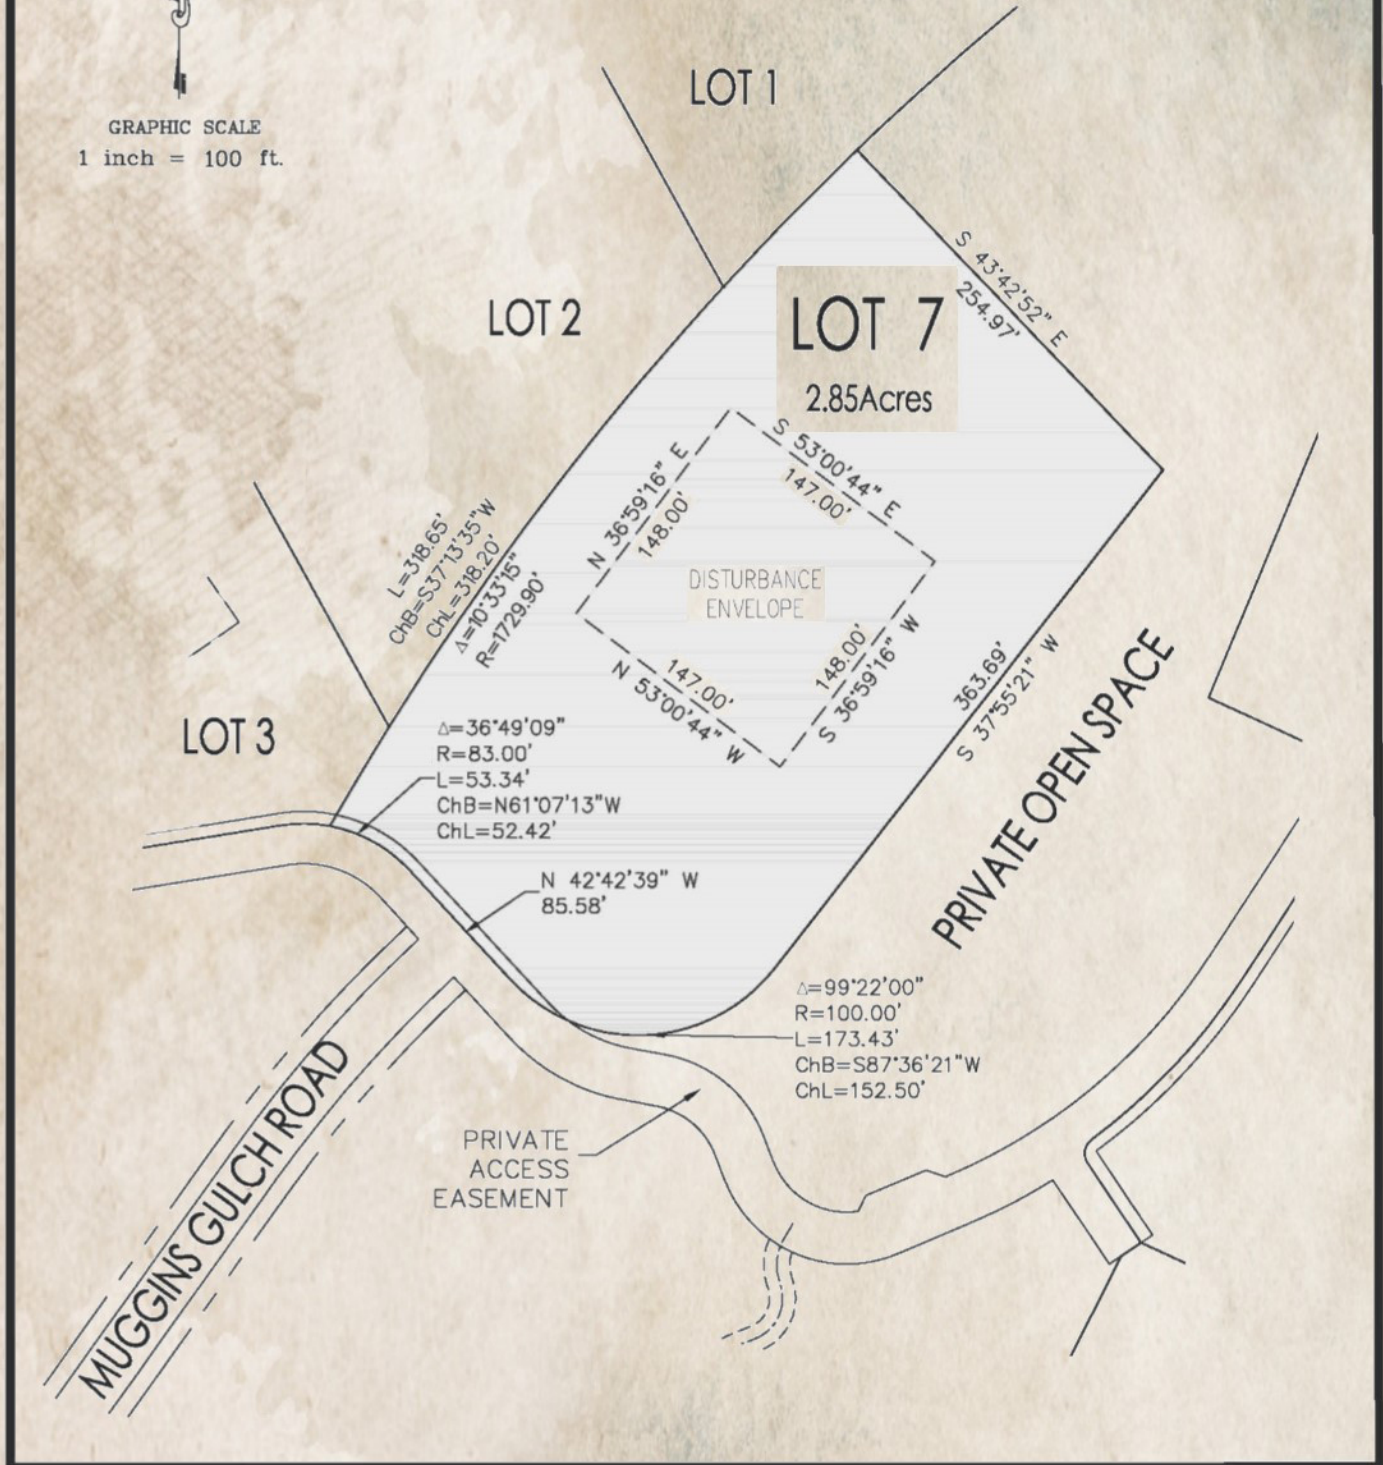 GRAPHIC SCALE
1 inch = 100 ft.
LOT 1
LOT 2
LOT 7
2.85Acres
S 43°42'52" E
254.97'
N 36°59'16" E
148.00'
S 53°00'44" E
147.00'
DISTURBANCE
ENVELOPE
148.00'
S 36°59'16" W
147.00'
N 53°00'44" W
L=318.65'
ChB=S37°13'35"W
ChL=318.20'
Δ=10°33'15"
R=1729.90'
363.69'
S 37°55'21" W
LOT 3
Δ=36°49'09"
R=83.00'
L=53.34'
ChB=N61°07'13"W
ChL=52.42'
N 42°42'39" W
85.58'
PRIVATE OPEN SPACE
Δ=99°22'00"
R=100.00'
L=173.43'
ChB=S87°36'21"W
ChL=152.50'
PRIVATE
ACCESS
EASEMENT
MUGGINS GULCH ROAD